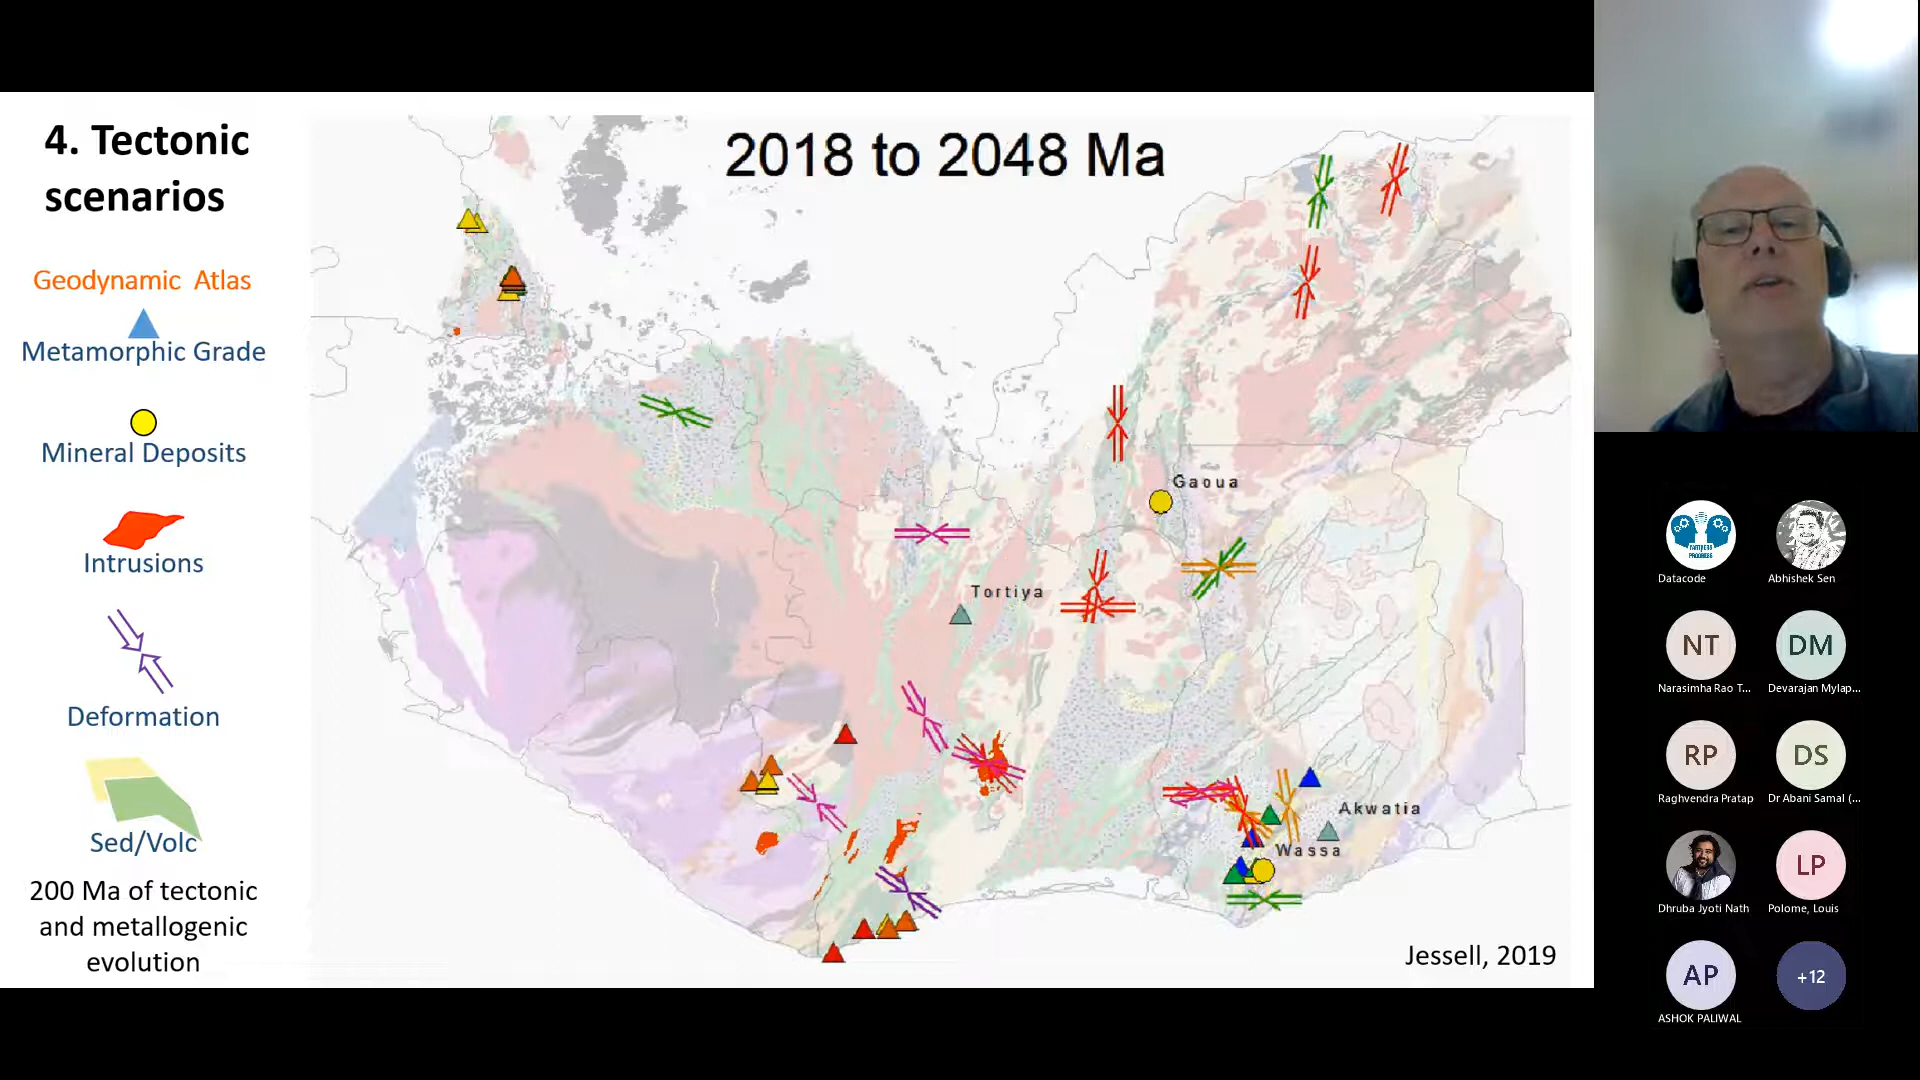 4. Tectonic
scenarios
Geodynamic Atlas
Metamorphic Grade
Mineral Deposits
Intrusions
Deformation
Sed/Volc
200 Ma of tectonic
and metallogenic
evolution
2018 to 2048 Ma
Gaoua
Tortiya
Akwatia
Wassa
Jessell, 2019
Datacode
Abhishek Sen
NT
DM
Narasimha Rao T...
Devarajan Mylap...
RP
DS
Raghvendra Pratap
Dr Abani Samal (...
LP
Dhruba Jyoti Nath
Polome, Louis
AP
+12
ASHOK PALIWAL